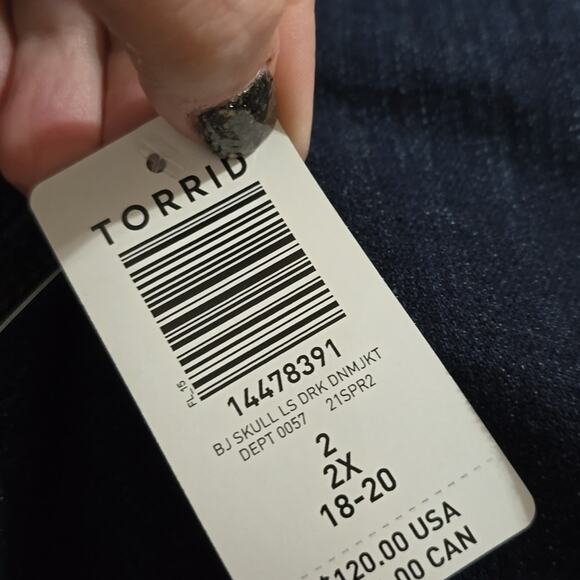 TORRID
FL_15
14478391
BJ SKULL LS DRK DNMJKT
DEPT 0057 21SPR2
2
2X
18-20
$120.00 USA
.00 CAN